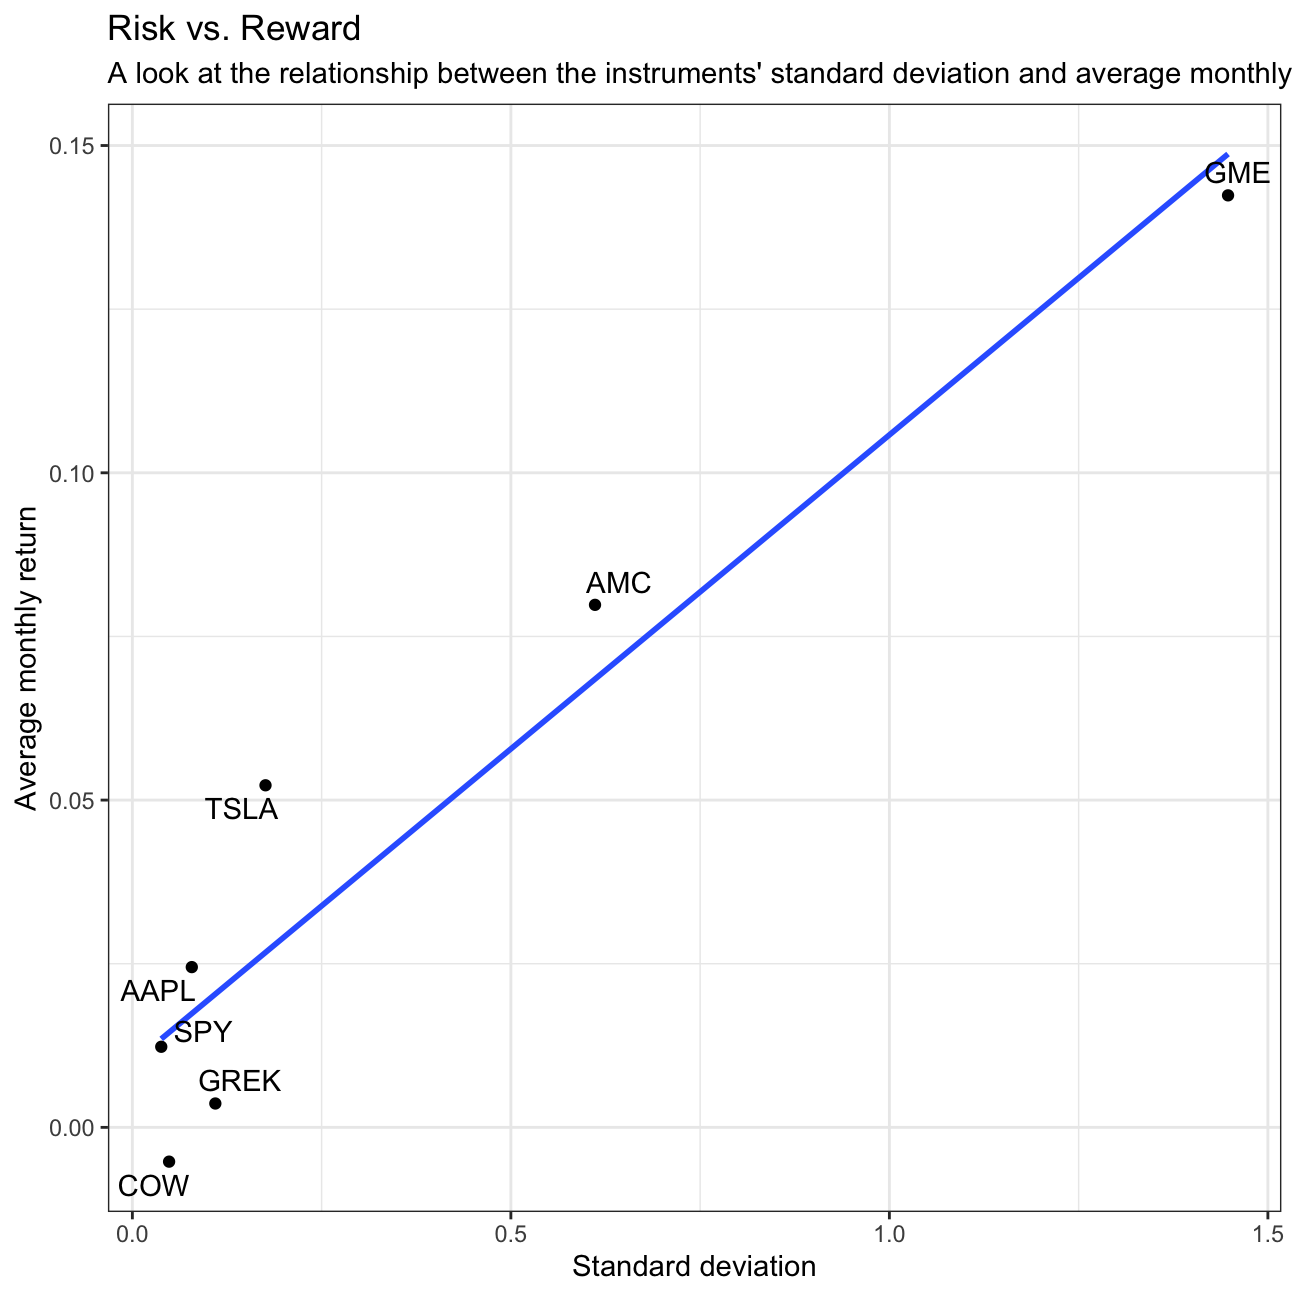 Risk vs. Reward
A look at the relationship between the instruments' standard deviation and average monthly
0.15
GME
0.10
AMC
Average monthly return
TSLA
0.05
AAPL
SPY
GREK
0.00
COW
0.0 0.5 1.0 1.5
Standard deviation